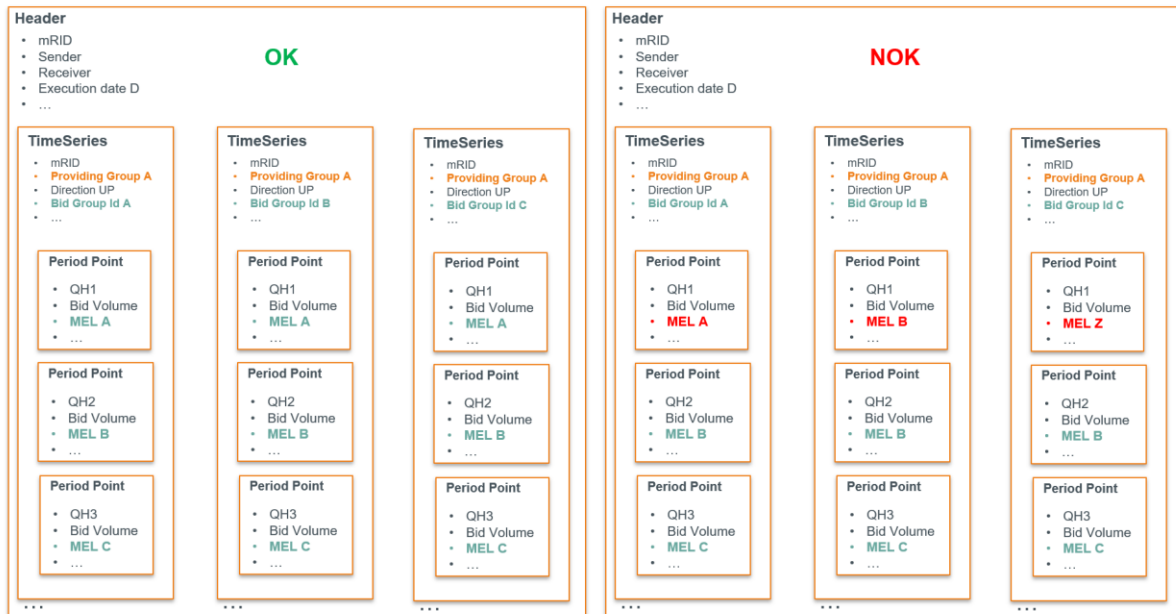 Header
• mRID
• Sender
• Receiver
• Execution date D
• ...
OK
TimeSeries
• mRID
• Providing Group A
• Direction UP
• Bid Group Id A
• ...
Period Point
• QH1
• Bid Volume
• MEL A
• ...
Period Point
• QH2
• Bid Volume
• MEL B
• ...
Period Point
• QH3
• Bid Volume
• MEL C
• ...
...
TimeSeries
• mRID
• Providing Group A
• Direction UP
• Bid Group Id B
• ...
Period Point
• QH1
• Bid Volume
• MEL A
• ...
Period Point
• QH2
• Bid Volume
• MEL B
• ...
Period Point
• QH3
• Bid Volume
• MEL C
• ...
...
TimeSeries
• mRID
• Providing Group A
• Direction UP
• Bid Group Id C
• ...
Period Point
• QH1
• Bid Volume
• MEL A
• ...
Period Point
• QH2
• Bid Volume
• MEL B
• ...
Period Point
• QH3
• Bid Volume
• MEL C
• ...
...
Header
• mRID
• Sender
• Receiver
• Execution date D
• ...
NOK
TimeSeries
• mRID
• Providing Group A
• Direction UP
• Bid Group Id A
• ...
Period Point
• QH1
• Bid Volume
• MEL A
• ...
Period Point
• QH2
• Bid Volume
• MEL B
• ...
Period Point
• QH3
• Bid Volume
• MEL C
• ...
...
TimeSeries
• mRID
• Providing Group A
• Direction UP
• Bid Group Id B
• ...
Period Point
• QH1
• Bid Volume
• MEL B
• ...
Period Point
• QH2
• Bid Volume
• MEL B
• ...
Period Point
• QH3
• Bid Volume
• MEL C
• ...
...
TimeSeries
• mRID
• Providing Group A
• Direction UP
• Bid Group Id C
• ...
Period Point
• QH1
• Bid Volume
• MEL Z
• ...
Period Point
• QH2
• Bid Volume
• MEL B
• ...
Period Point
• QH3
• Bid Volume
• MEL C
• ...
...